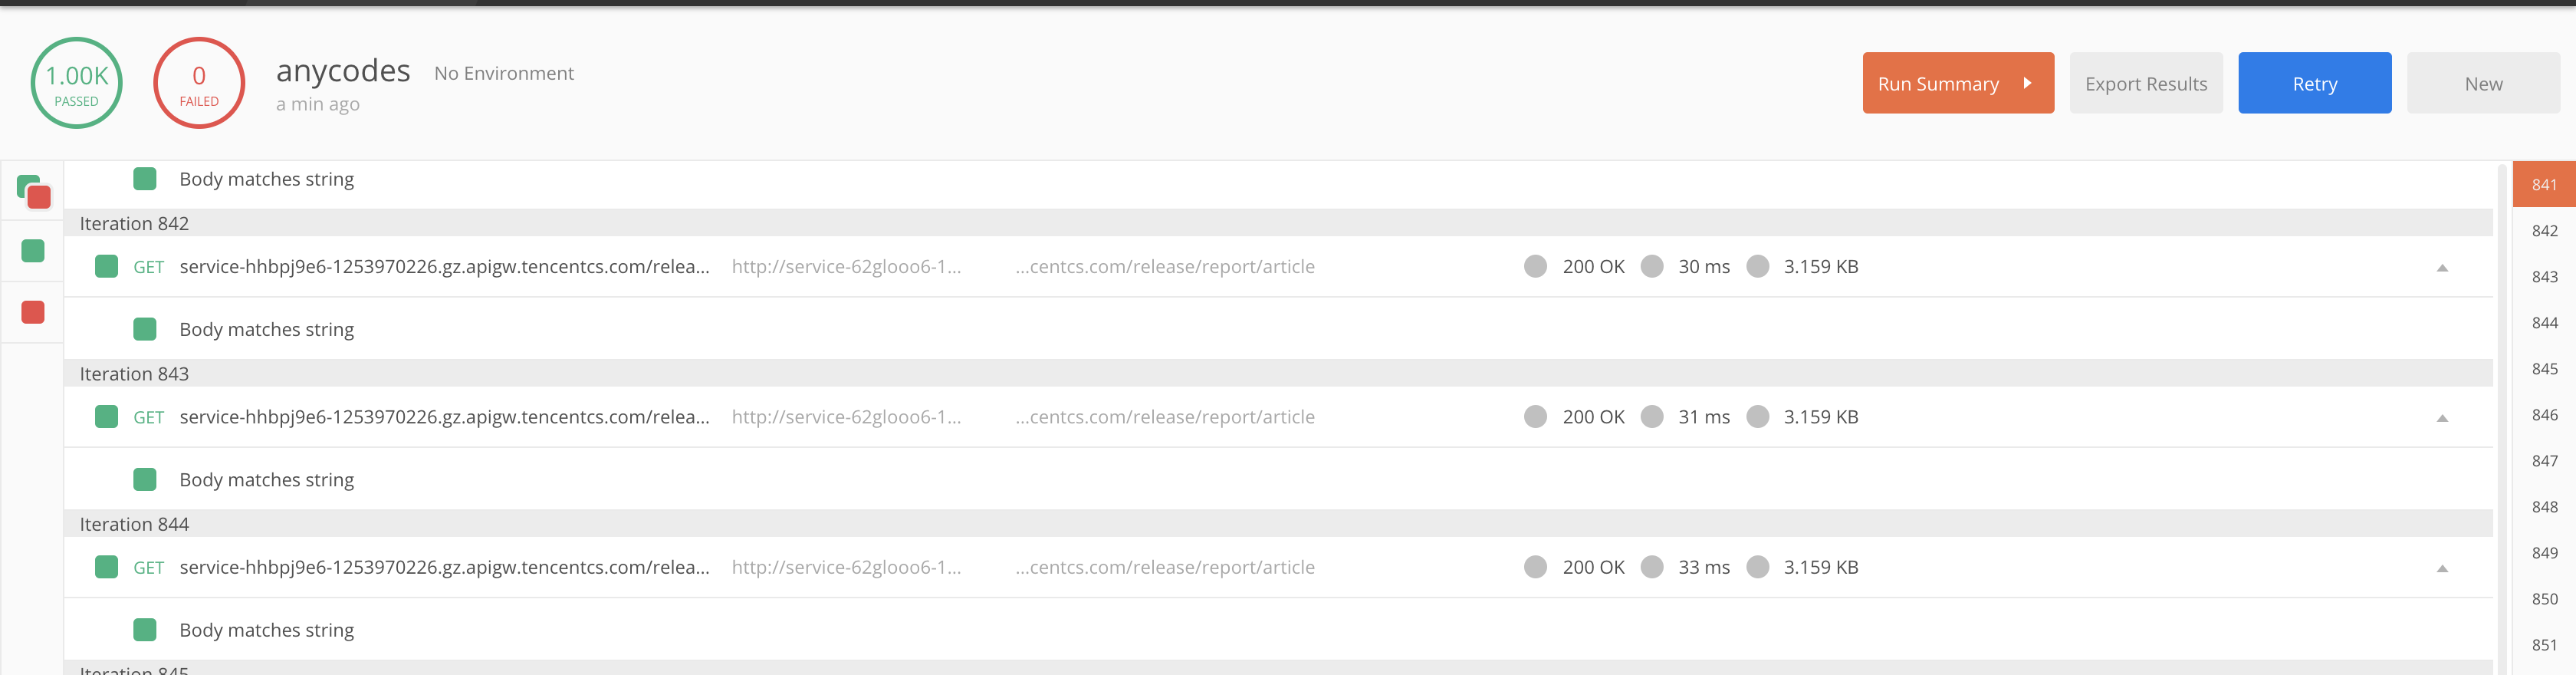 1.00K
PASSED
0
FAILED
anycodes No Environment
a min ago
Run Summary
Export Results
Retry
New
Body matches string
Iteration 842
GET service-hhbpj9e6-1253970226.gz.apigw.tencentcs.com/relea... http://service-62glooo6-1... ...centcs.com/release/report/article 200 OK 30 ms 3.159 KB
Body matches string
Iteration 843
GET service-hhbpj9e6-1253970226.gz.apigw.tencentcs.com/relea... http://service-62glooo6-1... ...centcs.com/release/report/article 200 OK 31 ms 3.159 KB
Body matches string
Iteration 844
GET service-hhbpj9e6-1253970226.gz.apigw.tencentcs.com/relea... http://service-62glooo6-1... ...centcs.com/release/report/article 200 OK 33 ms 3.159 KB
Body matches string
Iteration 845
841
842
843
844
845
846
847
848
849
850
851